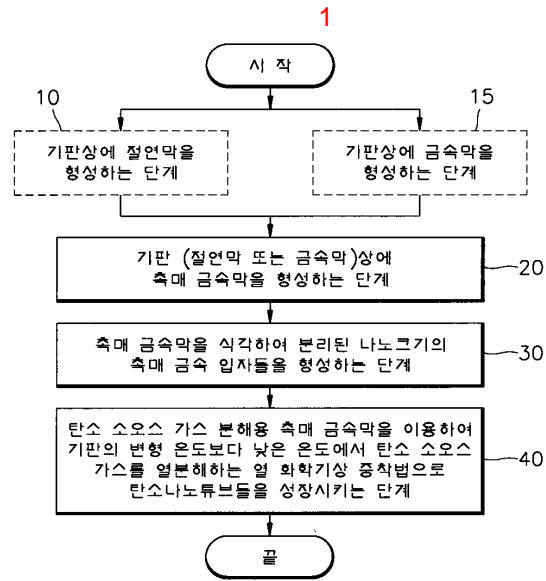 1
시 작
10
기판상에 절연막을
형성하는 단계
15
기판상에 금속막을
형성하는 단계
기판 (절연막 또는 금속막)상에
촉매 금속막을 형성하는 단계
20
촉매 금속막을 식각하여 분리된 나노크기의
촉매 금속 입자들을 형성하는 단계
30
탄소 소오스 가스 분해용 촉매 금속막을 이용하여
기판의 변형 온도보다 낮은 온도에서 탄소 소오스
가스를 열분해하는 열 화학기상 증착법으로
탄소나노튜브들을 성장시키는 단계
40
끝